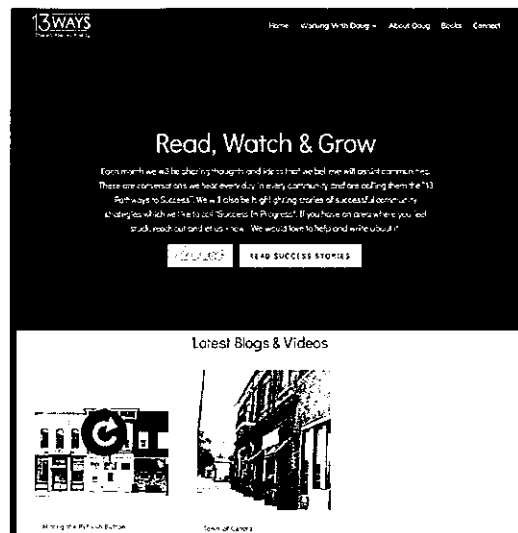 13 WAYS
Home Working With Doug About Doug Books Connect
Read, Watch & Grow
Each month we will be sharing thoughts and ideas that we believe will assist communities.
These are conversations we hear every day in every community and are calling them the "13
Pathways to Success". We will also be highlighting stories of successful community
strategies which we like to call "Success In Progress". If you have an area where you feel
stuck, reach out and let us know. We would love to help and write about it!
READ SUCCESS STORIES
Latest Blogs & Videos
Hitting the Refresh Button
Town of